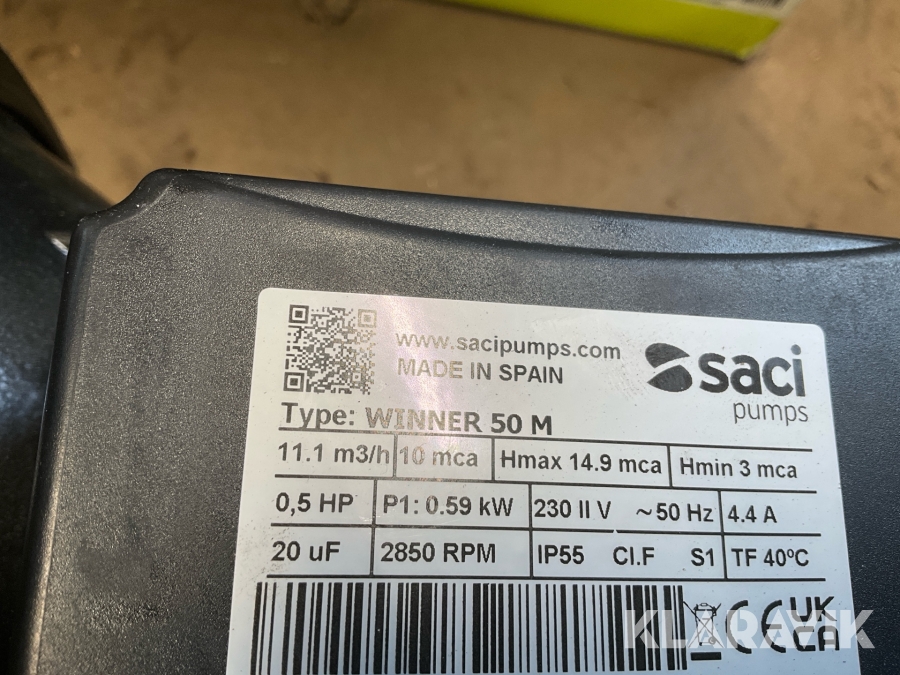 www.sacipumps.com
MADE IN SPAIN
saci
pumps
Type: WINNER 50 M
11.1 m3/h 10 mca Hmax 14.9 mca Hmin 3 mca
0,5 HP P1: 0.59 kW 230 II V ~50 Hz 4.4 A
20 uF 2850 RPM IP55 Cl.F S1 TF 40ºC
CE UK CA
KLARAVIK